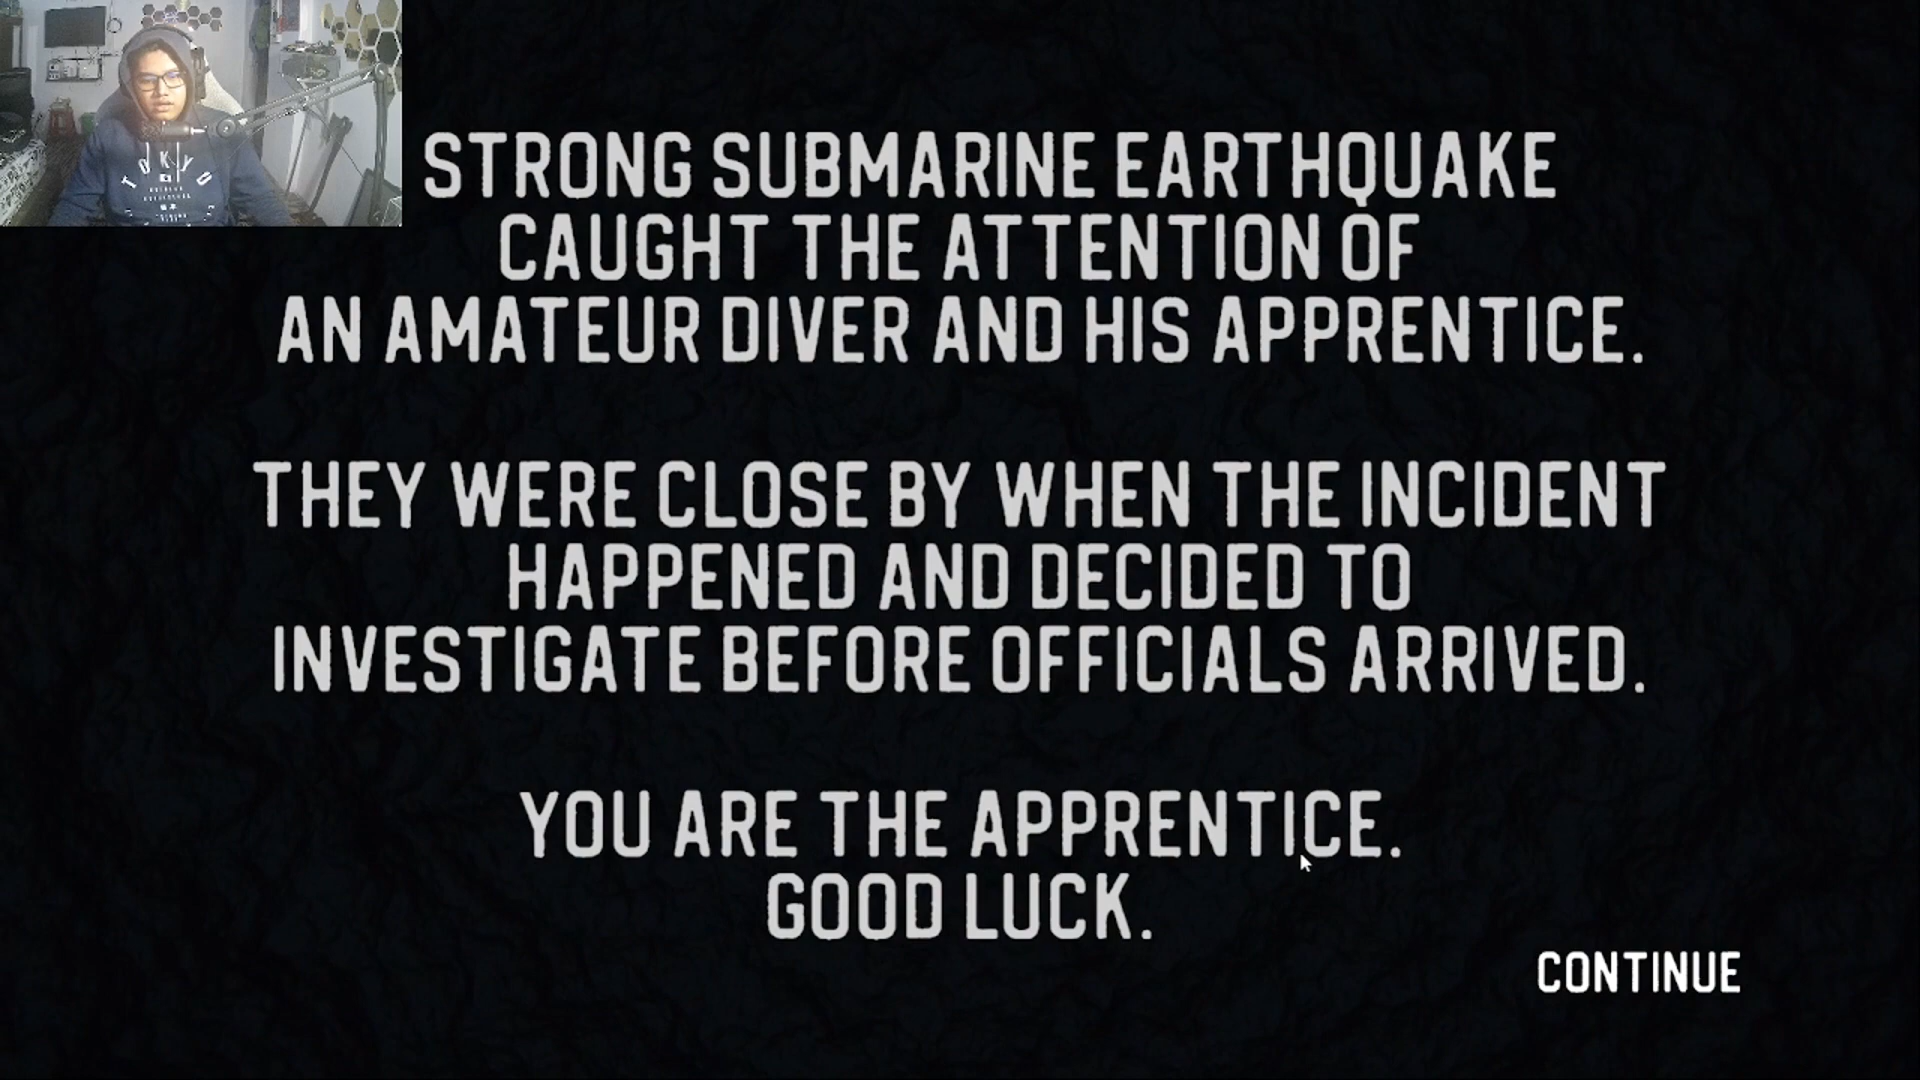 STRONG SUBMARINE EARTHQUAKE
CAUGHT THE ATTENTION OF
AN AMATEUR DIVER AND HIS APPRENTICE.
THEY WERE CLOSE BY WHEN THE INCIDENT
HAPPENED AND DECIDED TO
INVESTIGATE BEFORE OFFICIALS ARRIVED.
YOU ARE THE APPRENTICE.
GOOD LUCK.
CONTINUE
TOKYO